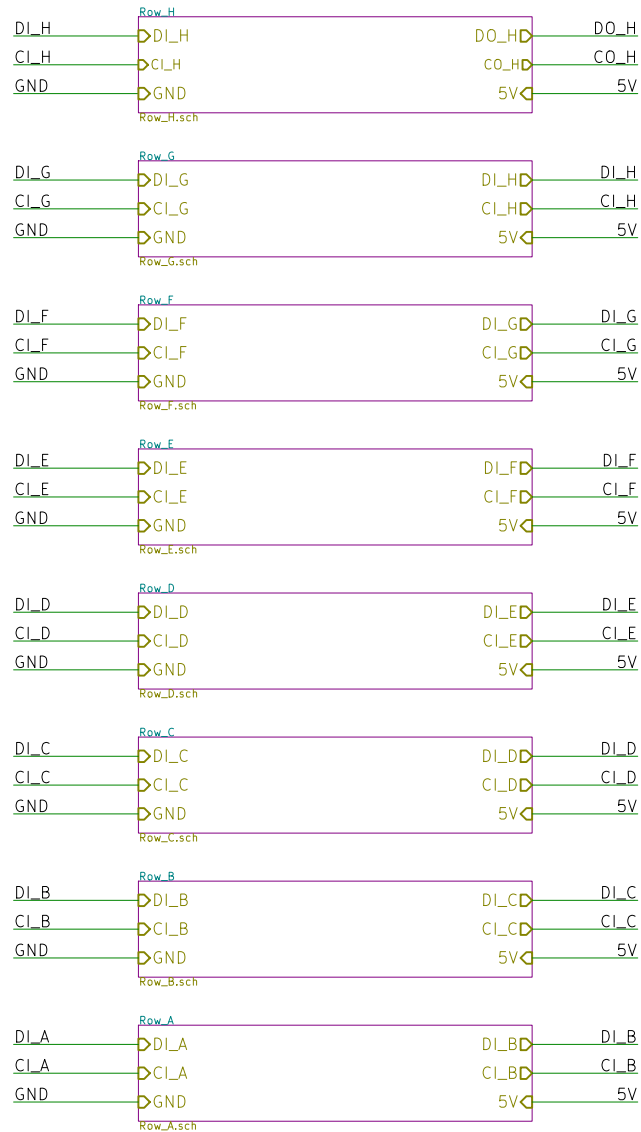 Row_H
DI_H DI_H DO_H DO_H
CI_H CI_H CO_H CO_H
GND GND 5V 5V
Row_H.sch
Row_G
DI_G DI_G DI_H DI_H
CI_G CI_G CI_H CI_H
GND GND 5V 5V
Row_G.sch
Row_F
DI_F DI_F DI_G DI_G
CI_F CI_F CI_G CI_G
GND GND 5V 5V
Row_F.sch
Row_E
DI_E DI_E DI_F DI_F
CI_E CI_E CI_F CI_F
GND GND 5V 5V
Row_E.sch
Row_D
DI_D DI_D DI_E DI_E
CI_D CI_D CI_E CI_E
GND GND 5V 5V
Row_D.sch
Row_C
DI_C DI_C DI_D DI_D
CI_C CI_C CI_D CI_D
GND GND 5V 5V
Row_C.sch
Row_B
DI_B DI_B DI_C DI_C
CI_B CI_B CI_C CI_C
GND GND 5V 5V
Row_B.sch
Row_A
DI_A DI_A DI_B DI_B
CI_A CI_A CI_B CI_B
GND GND 5V 5V
Row_A.sch